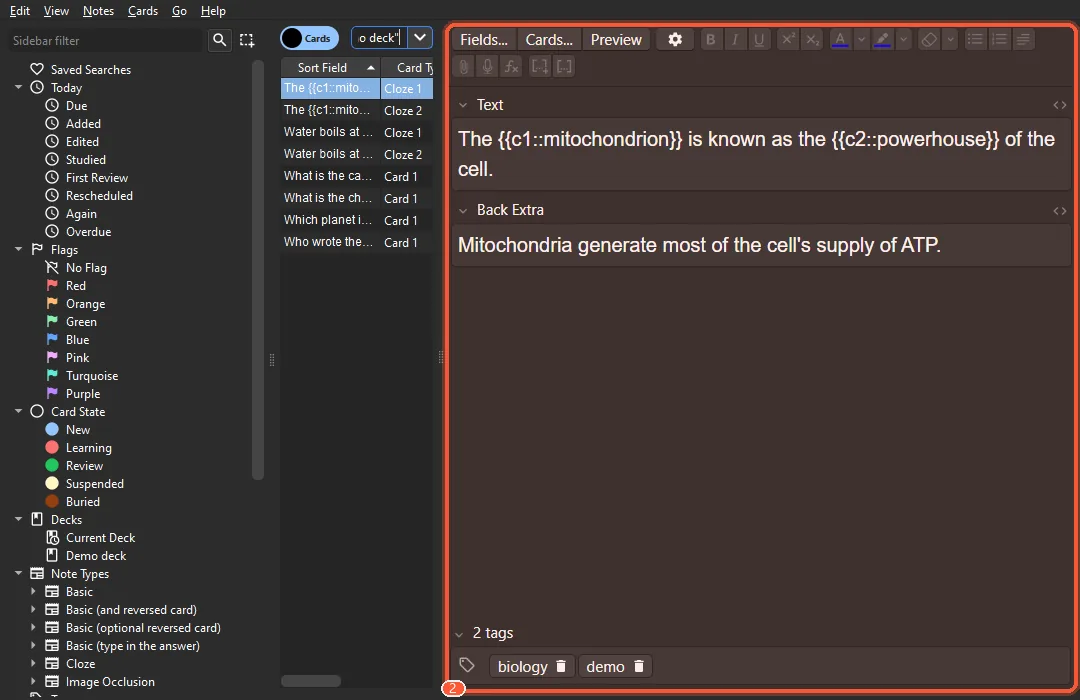 Edit View Notes Cards Go Help
Sidebar filter
Saved Searches
Today
Due
Added
Edited
Studied
First Review
Rescheduled
Again
Overdue
Flags
No Flag
Red
Orange
Green
Blue
Pink
Turquoise
Purple
Card State
New
Learning
Review
Suspended
Buried
Decks
Current Deck
Demo deck
Note Types
Basic
Basic (and reversed card)
Basic (optional reversed card)
Basic (type in the answer)
Cloze
Image Occlusion
Cards o deck"
Sort Field Card Ty
The {{c1::mito... Cloze 1
The {{c1::mito... Cloze 2
Water boils at ... Cloze 1
Water boils at ... Cloze 2
What is the ca... Card 1
What is the ch... Card 1
Which planet i... Card 1
Who wrote the... Card 1
Fields... Cards... Preview B I U x² x₂ A
fx [...] [...]
Text
The {{c1::mitochondrion}} is known as the {{c2::powerhouse}} of the
cell.
Back Extra
Mitochondria generate most of the cell's supply of ATP.
2 tags
biology demo
2